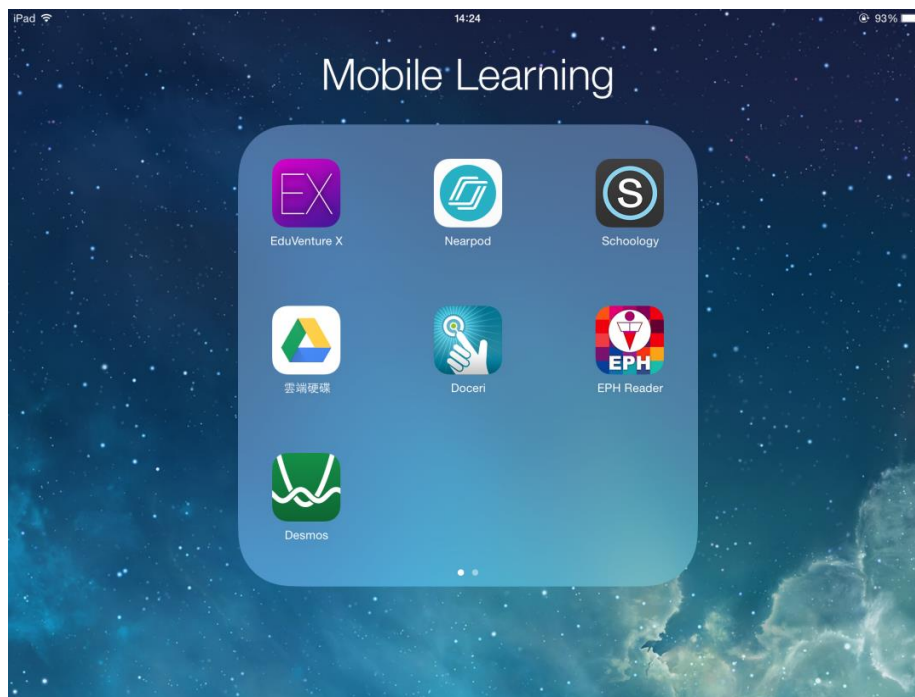 iPad 14:24 93%
Mobile Learning
EX
S
EduVenture X Nearpod Schoology
EPH
雲端硬碟 Doceri EPH Reader
Desmos